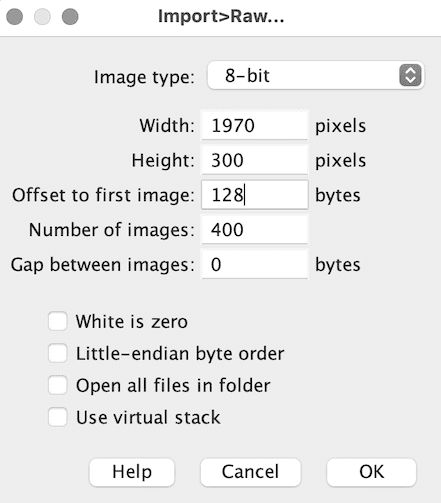 Import>Raw...
Image type: 8-bit
Width: 1970 pixels
Height: 300 pixels
Offset to first image: 128 bytes
Number of images: 400
Gap between images: 0 bytes
White is zero
Little-endian byte order
Open all files in folder
Use virtual stack
Help Cancel OK